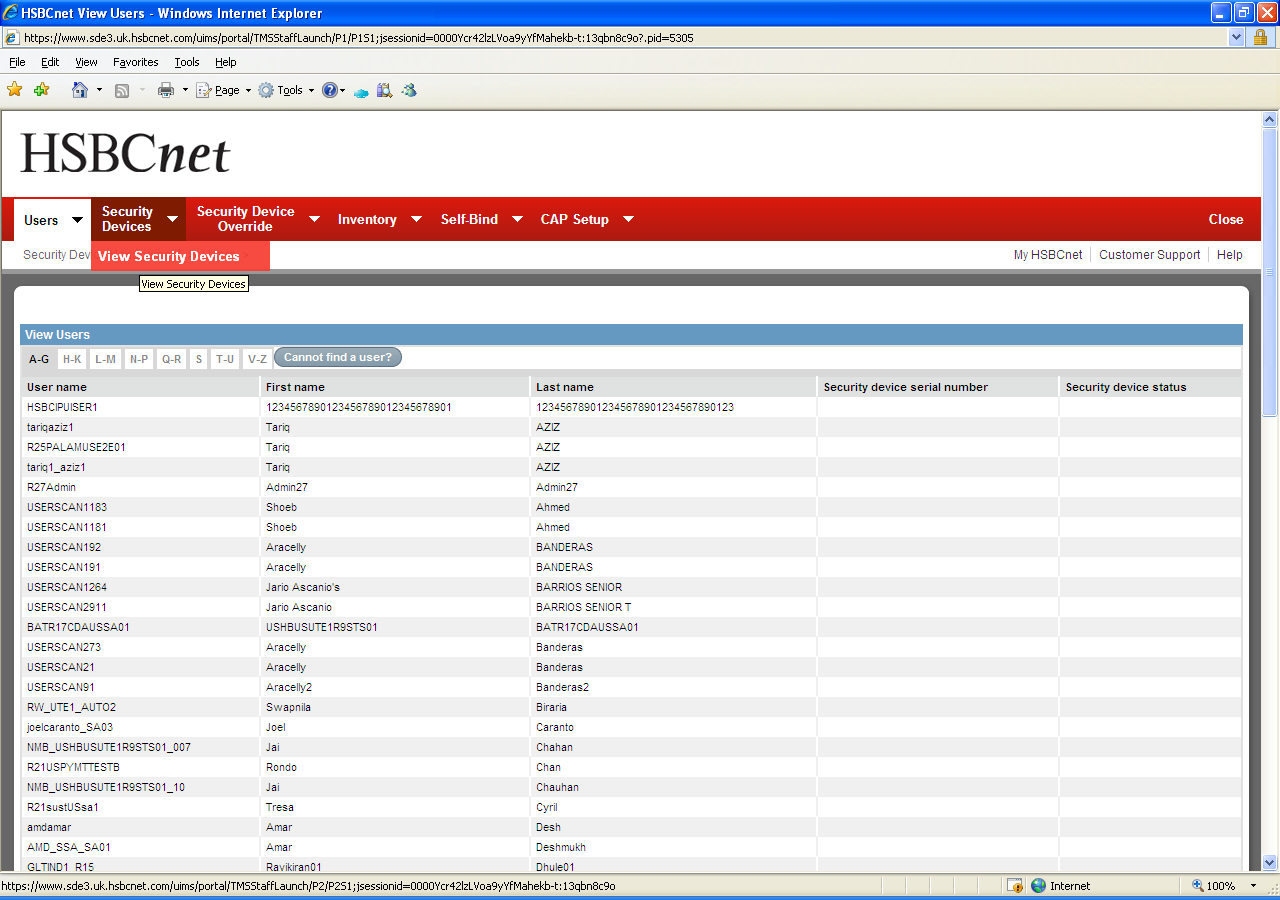 HSBCnet View Users - Windows Internet Explorer
https://www.sde3.uk.hsbcnet.com/uims/portal/TMSStaffLaunch/P1/P1S1;jsessionid=0000Ycr42lzLVoa9yYfMahekb-t:13qbn8c9o?.pid=5305
File Edit View Favorites Tools Help
Page Tools
HSBCnet
Users Security Devices Security Device Override Inventory Self-Bind CAP Setup Close
Security Dev View Security Devices My HSBCnet Customer Support Help
View Security Devices
View Users
A-G H-K L-M N-P Q-R S T-U V-Z Cannot find a user?
User name First name Last name Security device serial number Security device status
HSBCIPUISER1 1234567890123456789012345678901 123456789012345678901234567890123
tariqaziz1 Tariq AZIZ
R25PALAMUSE2E01 Tariq AZIZ
tariq1_aziz1 Tariq AZIZ
R27Admin Admin27 Admin27
USERSCAN1183 Shoeb Ahmed
USERSCAN1181 Shoeb Ahmed
USERSCAN192 Aracelly BANDERAS
USERSCAN191 Aracelly BANDERAS
USERSCAN1264 Jario Ascanio's BARRIOS SENIOR
USERSCAN2911 Jario Ascanio BARRIOS SENIOR T
BATR17CDAUSSA01 USHBUSUTE1R9STS01 BATR17CDAUSSA01
USERSCAN273 Aracelly Banderas
USERSCAN21 Aracelly Banderas
USERSCAN91 Aracelly2 Banderas2
RW_UTE1_AUTO2 Swapnila Biraria
joelcaranto_SA03 Joel Caranto
NMB_USHBUSUTE1R9STS01_007 Jai Chahan
R21USPYMTTESTB Rondo Chan
NMB_USHBUSUTE1R9STS01_10 Jai Chauhan
R21sustUSsa1 Tresa Cyril
amdamar Amar Desh
AMD_SSA_SA01 Amar Deshmukh
GLTIND1_R15 Ravikiran01 Dhule01
https://www.sde3.uk.hsbcnet.com/uims/portal/TMSStaffLaunch/P2/P2S1;jsessionid=0000Ycr42lzLVoa9yYfMahekb-t:13qbn8c9o Internet 100%